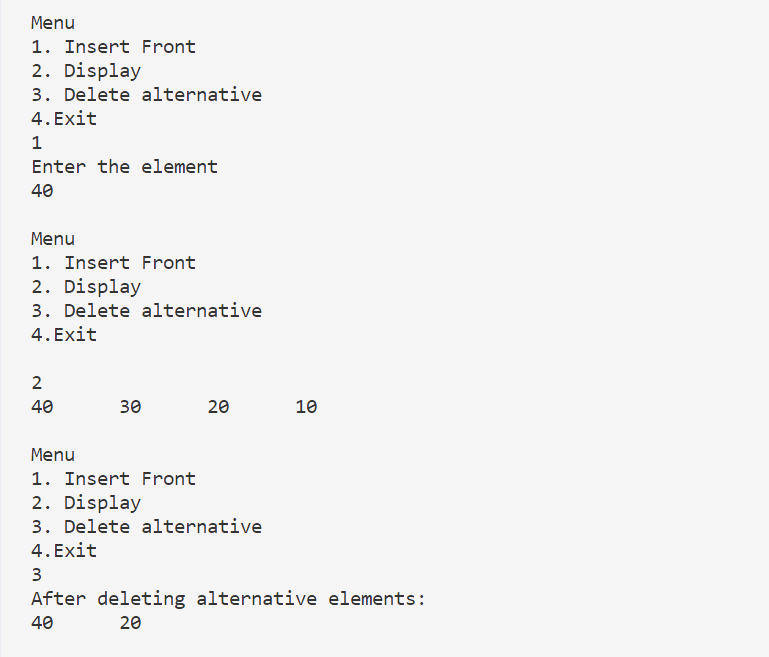 Menu
1. Insert Front
2. Display
3. Delete alternative
4.Exit
1
Enter the element
40
Menu
1. Insert Front
2. Display
3. Delete alternative
4.Exit
2
40 30 20 10
Menu
1. Insert Front
2. Display
3. Delete alternative
4.Exit
3
After deleting alternative elements:
40 20